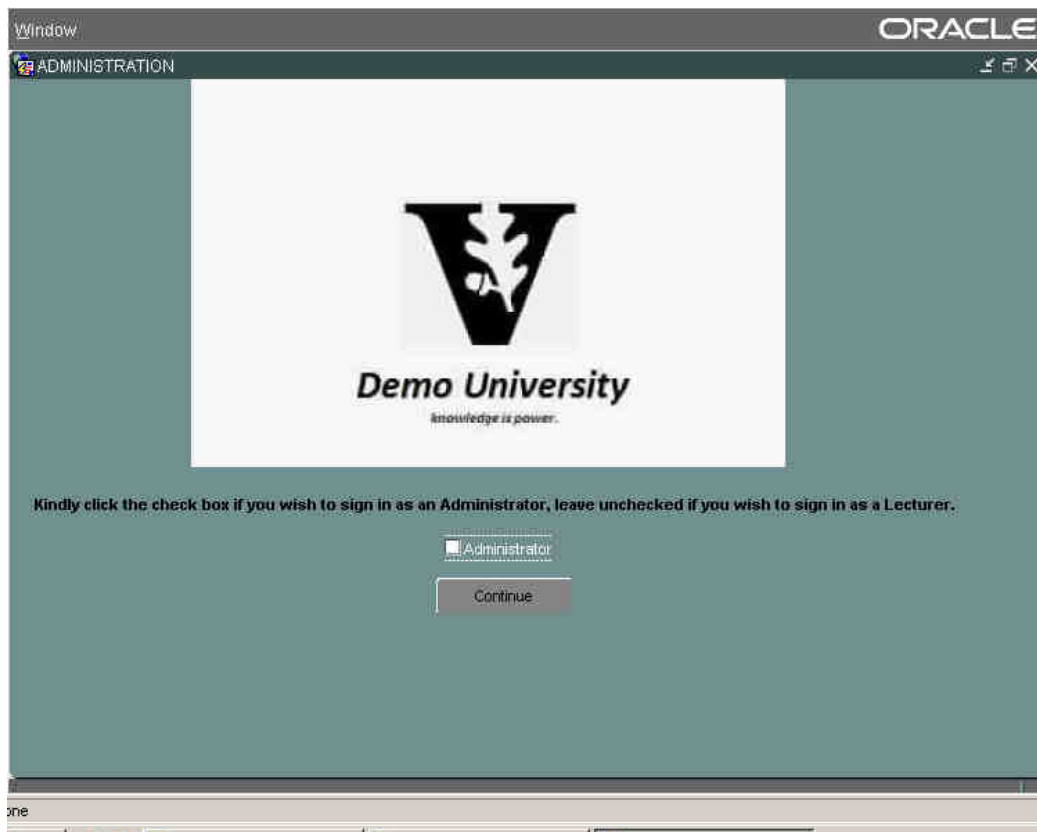 Window
ORACLE
ADMINISTRATION
V
Demo University
knowledge is power.
Kindly click the check box if you wish to sign in as an Administrator, leave unchecked if you wish to sign in as a Lecturer.
Administrator
Continue
one